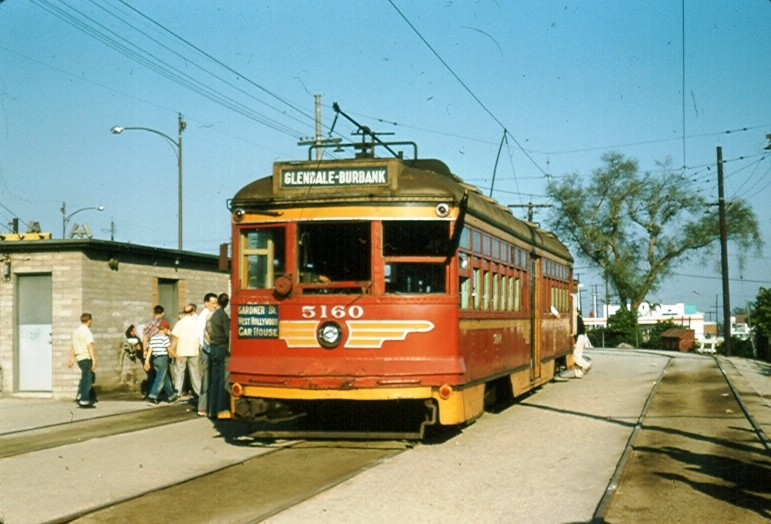 GLENDALE-BURBANK
5160
GARDNER ST.
WEST HOLLYWOOD
CAR HOUSE